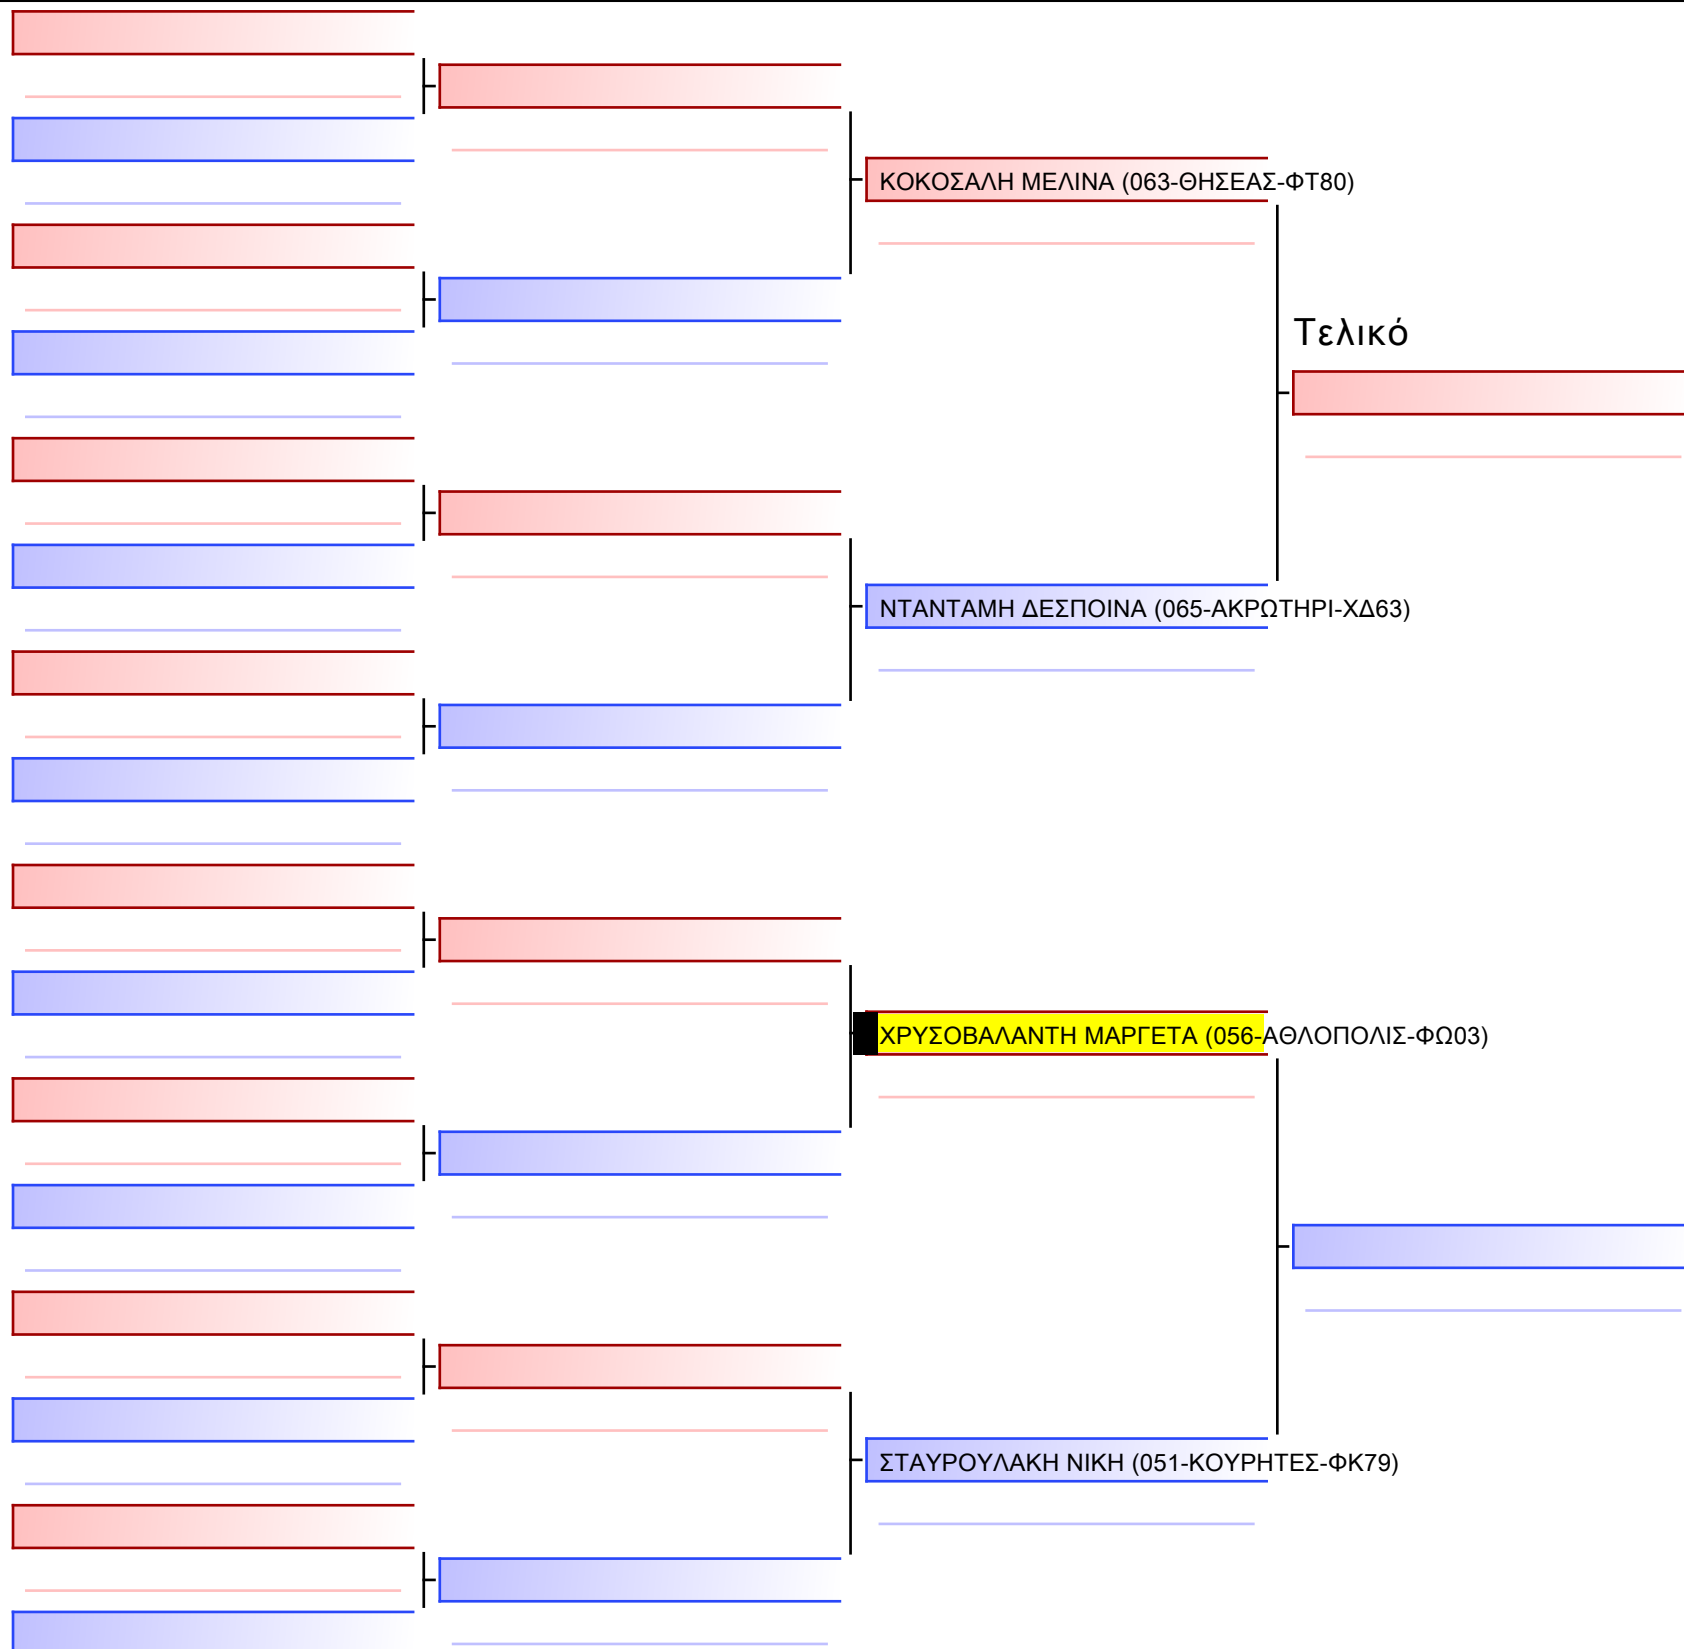 ΚΟΚΟΣΑΛΗ ΜΕΛΙΝΑ (063-ΘΗΣΕΑΣ-ΦΤ80)
Τελικό
ΝΤΑΝΤΑΜΗ ΔΕΣΠΟΙΝΑ (065-ΑΚΡΩΤΗΡΙ-ΧΔ63)
ΧΡΥΣΟΒΑΛΑΝΤΗ ΜΑΡΓΕΤΑ (056-ΑΘΛΟΠΟΛΙΣ-ΦΩ03)
ΣΤΑΥΡΟΥΛΑΚΗ ΝΙΚΗ (051-ΚΟΥΡΗΤΕΣ-ΦΚ79)